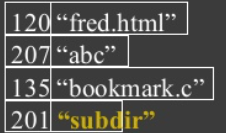 120 “fred.html”
207 “abc”
135 “bookmark.c”
201 “subdir”